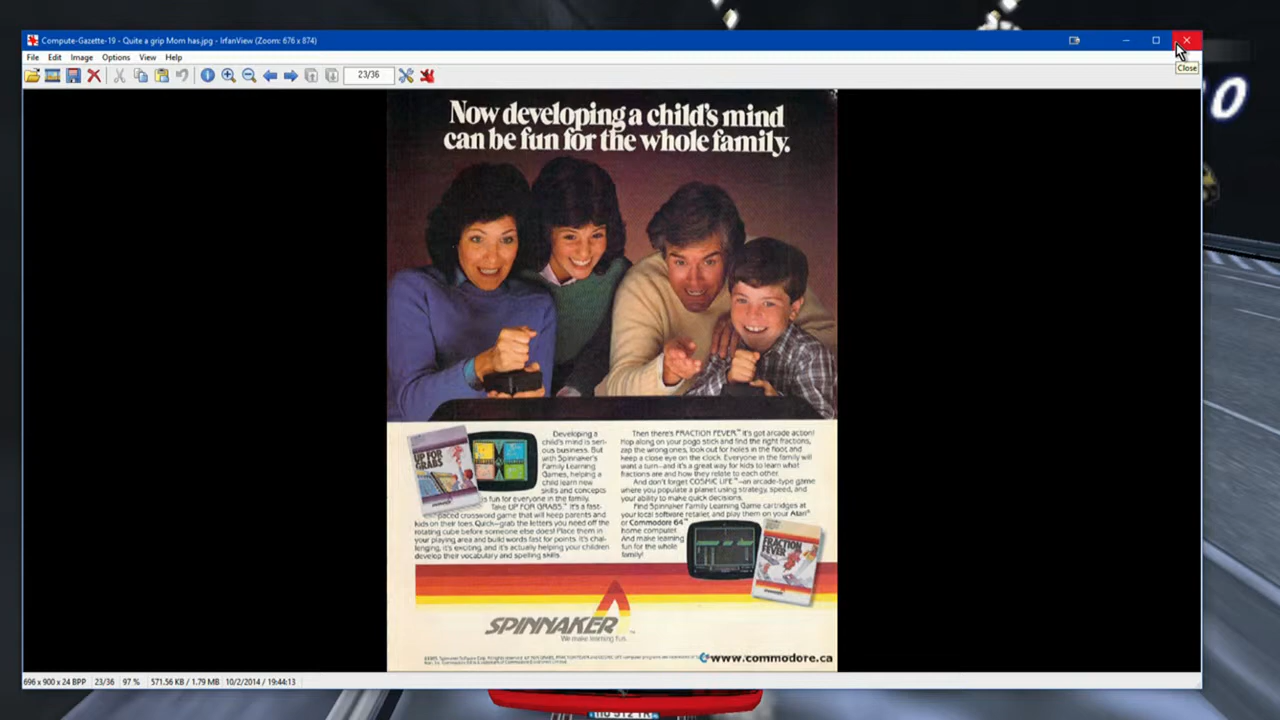 Compute-Gazette-19 - Quite a grip Mom has.jpg - IrfanView (Zoom: 676 x 874)
File Edit Image Options View Help
23/36
Close
0
Now developing a child's mind
can be fun for the whole family.
Developing a
child's mind is seri-
ous business. But
with Spinnaker's
Family Learning
Games, helping a
child learn new
skills and concepts
is fun for everyone in the family.
Take UP FOR GRABS.™ It's a fast-
paced crossword game that will keep parents and
kids on their toes. Quick—grab the letters you need off the
rotating cube before someone else does! Place them in
your playing area and build words fast for points. It's chal-
lenging, it's exciting, and it's actually helping your children
develop their vocabulary and spelling skills.
UP FOR
GRABS
Then there's FRACTION FEVER.™ It's got arcade action!
Hop along on your pogo stick and find the right fractions,
zap the wrong ones, look out for holes in the floor, and
keep a close eye on the clock. Everyone in the family will
want a turn—and it's a great way for kids to learn what
fractions are and how they relate to each other.
And don't forget COSMIC LIFE™—an arcade-type game
where you populate a planet using strategy, speed, and
your ability to make quick decisions.
Find Spinnaker Family Learning Game cartridges at
your local software retailer, and play them on your Atari®
or Commodore 64™
home computer.
And make learning
fun for the whole
family!
FRACTION
FEVER
SPINNAKER™
We make learning fun.
www.commodore.ca
696 x 900 x 24 BPP 23/36 97 % 571.56 KB / 1.79 MB 10/2/2014 / 19:44:13